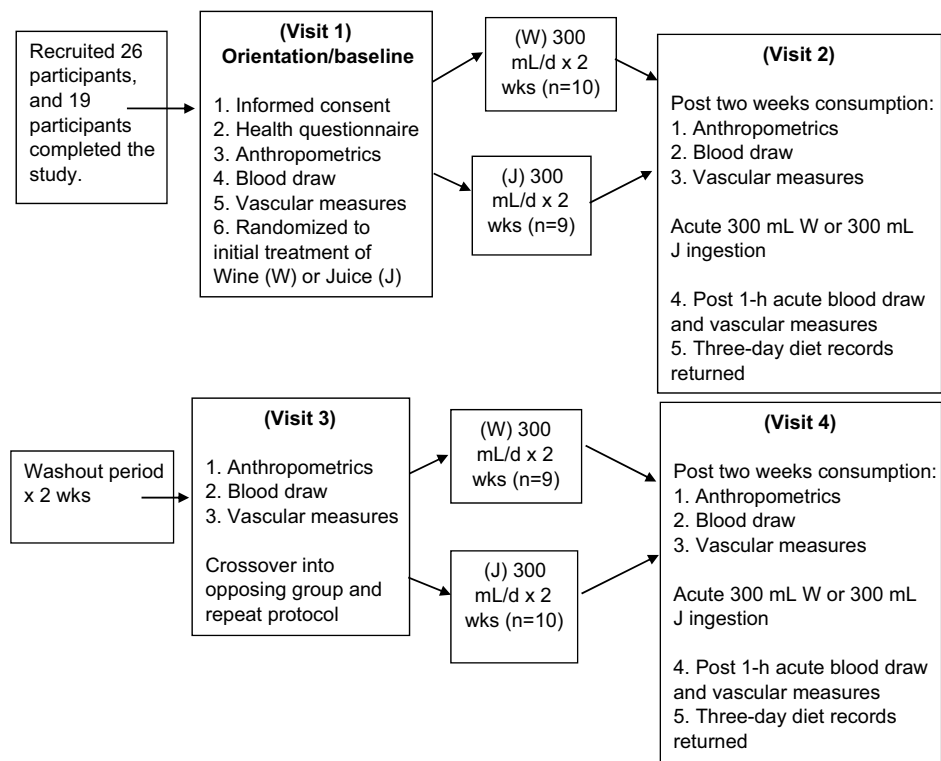 Recruited 26
participants,
and 19
participants
completed the
study.
(Visit 1)
Orientation/baseline
1. Informed consent
2. Health questionnaire
3. Anthropometrics
4. Blood draw
5. Vascular measures
6. Randomized to
initial treatment of
Wine (W) or Juice (J)
(W) 300
mL/d x 2
wks (n=10)
(J) 300
mL/d x 2
wks (n=9)
(Visit 2)
Post two weeks consumption:
1. Anthropometrics
2. Blood draw
3. Vascular measures
Acute 300 mL W or 300 mL
J ingestion
4. Post 1-h acute blood draw
and vascular measures
5. Three-day diet records
returned
Washout period
x 2 wks
(Visit 3)
1. Anthropometrics
2. Blood draw
3. Vascular measures
Crossover into
opposing group and
repeat protocol
(W) 300
mL/d x 2
wks (n=9)
(J) 300
mL/d x 2
wks (n=10)
(Visit 4)
Post two weeks consumption:
1. Anthropometrics
2. Blood draw
3. Vascular measures
Acute 300 mL W or 300 mL
J ingestion
4. Post 1-h acute blood draw
and vascular measures
5. Three-day diet records
returned